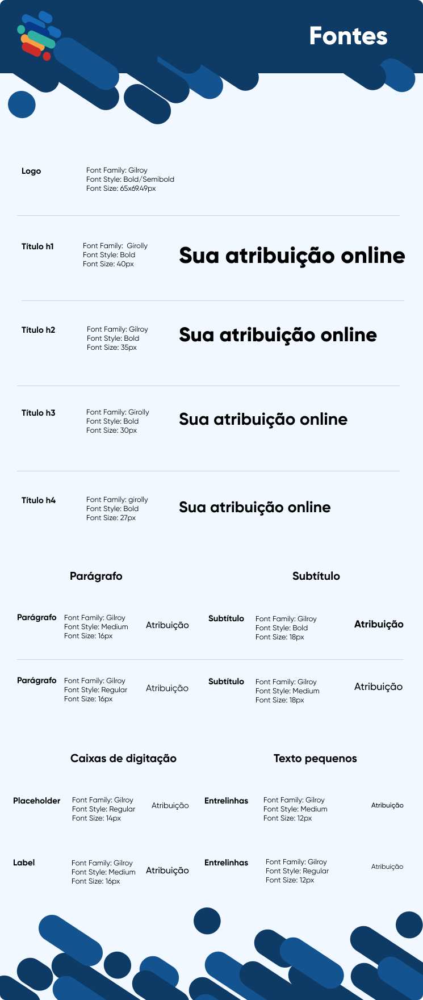 Fontes
Logo
Font Family: Gilroy
Font Style: Bold/Semibold
Font Size: 65x69.49px
Título h1
Font Family:  Girolly
Font Style: Bold
Font Size: 40px
Sua atribuição online
Título h2
Font Family: Gilroy
Font Style: Bold
Font Size: 35px
Sua atribuição online
Título h3
Font Family: Girolly
Font Style: Bold
Font Size: 30px
Sua atribuição online
Título h4
Font Family: girolly
Font Style: Bold
Font Size: 27px
Sua atribuição online
Parágrafo
Parágrafo
Font Family: Gilroy
Font Style: Medium
Font Size: 16px
Atribuição
Parágrafo
Font Family: Gilroy
Font Style: Regular
Font Size: 16px
Atribuição
Subtítulo
Subtítulo
Font Family: Gilroy
Font Style: Bold
Font Size: 18px
Atribuição
Subtítulo
Font Family: Gilroy
Font Style: Medium
Font Size: 18px
Atribuição
Caixas de digitação
Placeholder
Font Family: Gilroy
Font Style: Regular
Font Size: 14px
Atribuição
Label
Font Family: Gilroy
Font Style: Medium
Font Size: 16px
Atribuição
Texto pequenos
Entrelinhas
Font Family: Gilroy
Font Style: Medium
Font Size: 12px
Atribuição
Entrelinhas
Font Family: Gilroy
Font Style: Regular
Font Size: 12px
Atribuição